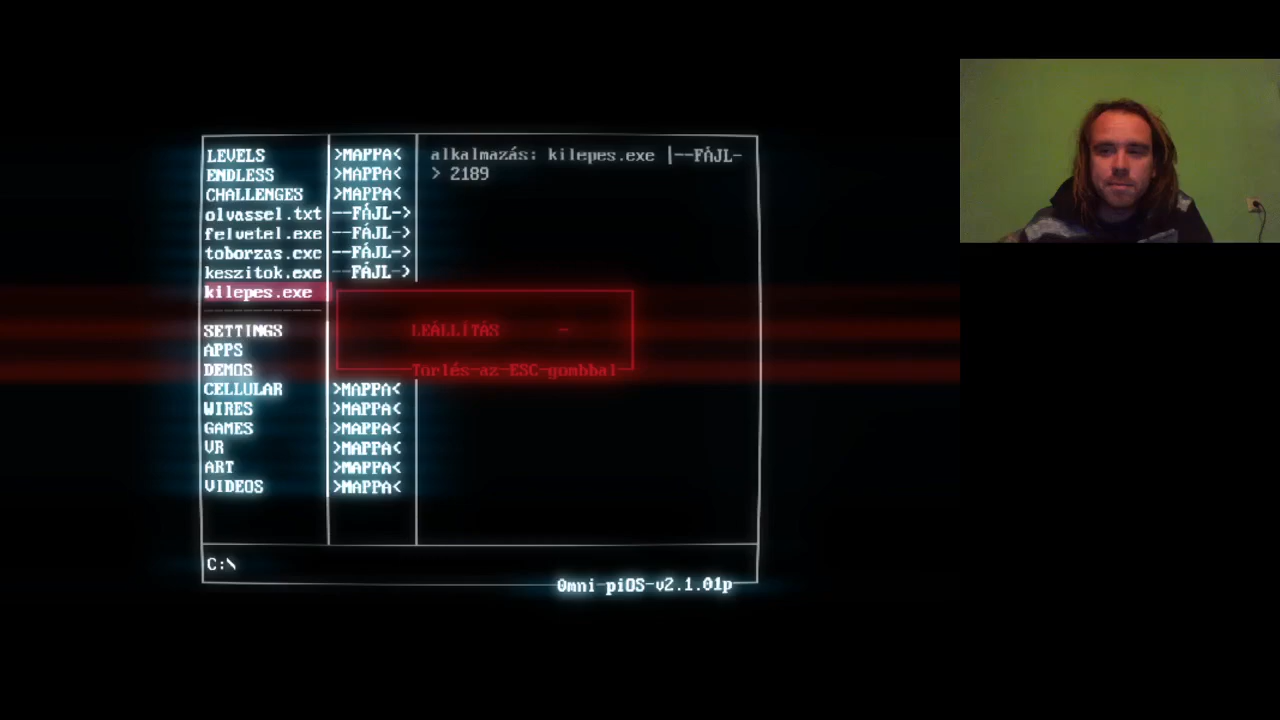 LEVELS >MAPPA< alkalmazás: kilepes.exe |--FÁJL-
ENDLESS >MAPPA< > 2189
CHALLENGES >MAPPA<
olvassel.txt --FÁJL->
felvetel.exe --FÁJL->
toborzas.exe --FÁJL->
keszitok.exe --FÁJL->
kilepes.exe
------------
SETTINGS LEÁLLÍTÁS -
APPS
DEMOS Törlés-az-ESC-gombbal
CELLULAR >MAPPA<
WIRES >MAPPA<
GAMES >MAPPA<
VR >MAPPA<
ART >MAPPA<
VIDEOS >MAPPA<
C:\
0mni piOS-v2.1.01p